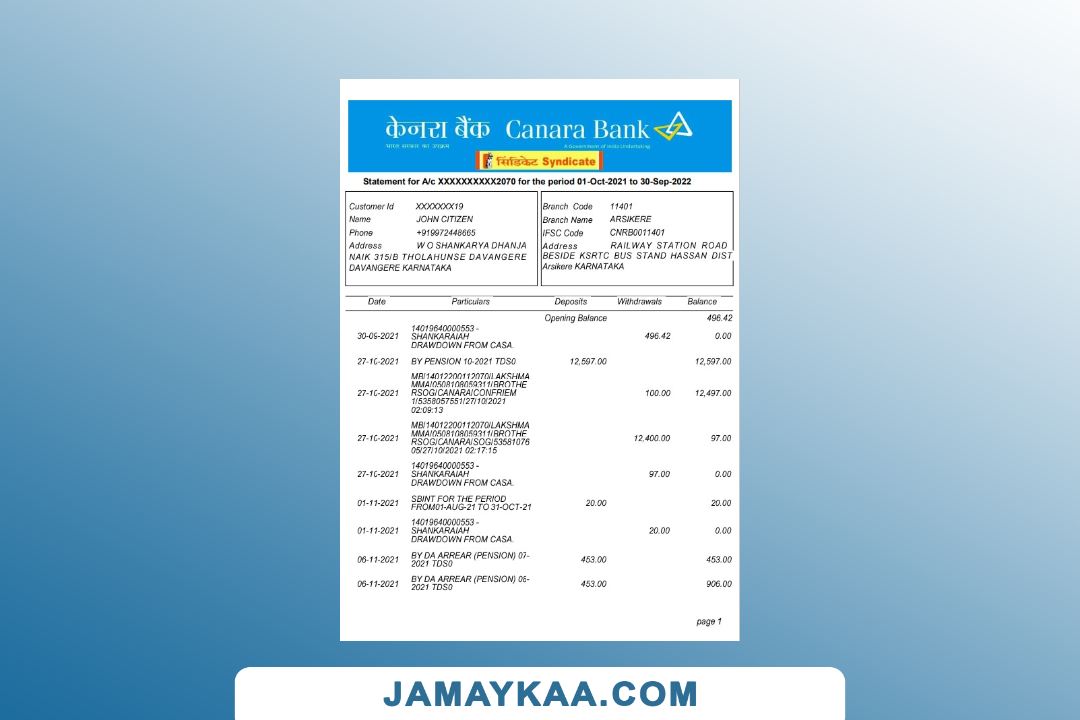 केनरा बैंक Canara Bank
भारत सरकार का उपक्रम A Government of India Undertaking
सिंडिकेट Syndicate
Statement for A/c XXXXXXXXXX2070 for the period 01-Oct-2021 to 30-Sep-2022
Customer Id XXXXXXX19
Name JOHN CITIZEN
Phone +919972448665
Address W O SHANKARYA DHANJA
NAIK 315/B THOLAHUNSE DAVANGERE
DAVANGERE KARNATAKA
Branch Code 11401
Branch Name ARSIKERE
IFSC Code CNRB0011401
Address RAILWAY STATION ROAD
BESIDE KSRTC BUS STAND HASSAN DIST
Arsikere KARNATAKA
Date Particulars Deposits Withdrawals Balance
Opening Balance 496.42
14019640000553 -
30-09-2021 SHANKARAIAH 496.42 0.00
DRAWDOWN FROM CASA.
27-10-2021 BY PENSION 10-2021 TDS0 12,597.00 12,597.00
MB/14012200112070/LAKSHMA
MMA/0508108059311/BROTHE
27-10-2021 RSOG/CANARA/CONFRIEM 100.00 12,497.00
1/5358057551/27/10/2021
02:09:13
MB/14012200112070/LAKSHMA
MMA/0508108059311/BROTHE
27-10-2021 RSOG/CANARA/SOG/53581076 12,400.00 97.00
05/27/10/2021 02:17:15
14019640000553 -
27-10-2021 SHANKARAIAH 97.00 0.00
DRAWDOWN FROM CASA.
01-11-2021 SBINT FOR THE PERIOD 20.00 20.00
FROM01-AUG-21 TO 31-OCT-21
14019640000553 -
01-11-2021 SHANKARAIAH 20.00 0.00
DRAWDOWN FROM CASA.
06-11-2021 BY DA ARREAR (PENSION) 07- 453.00 453.00
2021 TDS0
06-11-2021 BY DA ARREAR (PENSION) 08- 453.00 906.00
2021 TDS0
page 1
JAMAYKAA.COM